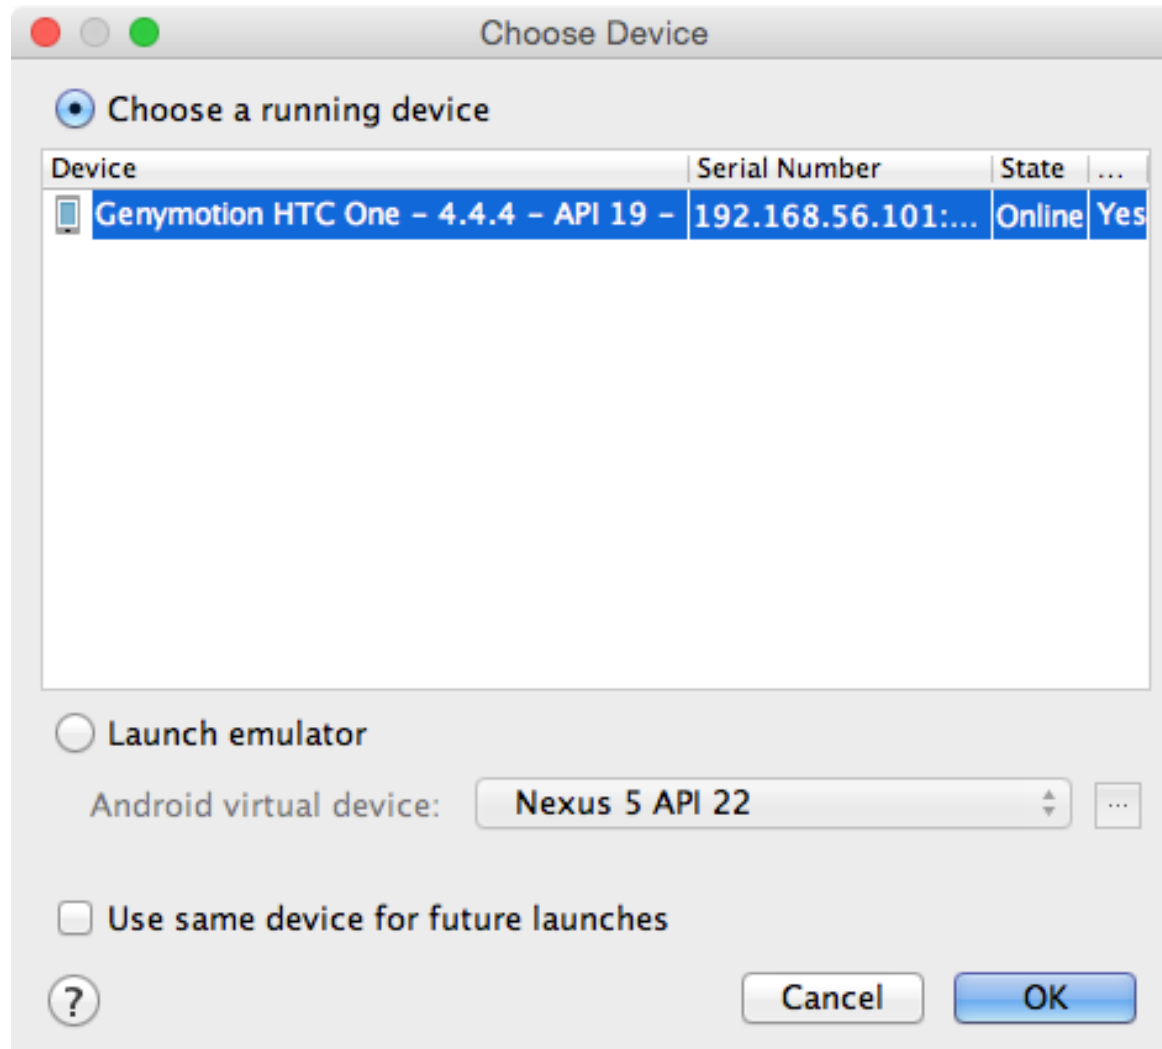 Choose Device
Choose a running device
Device Serial Number State ...
Genymotion HTC One – 4.4.4 – API 19 – 192.168.56.101:... Online Yes
Launch emulator
Android virtual device: Nexus 5 API 22 ...
Use same device for future launches
? Cancel OK